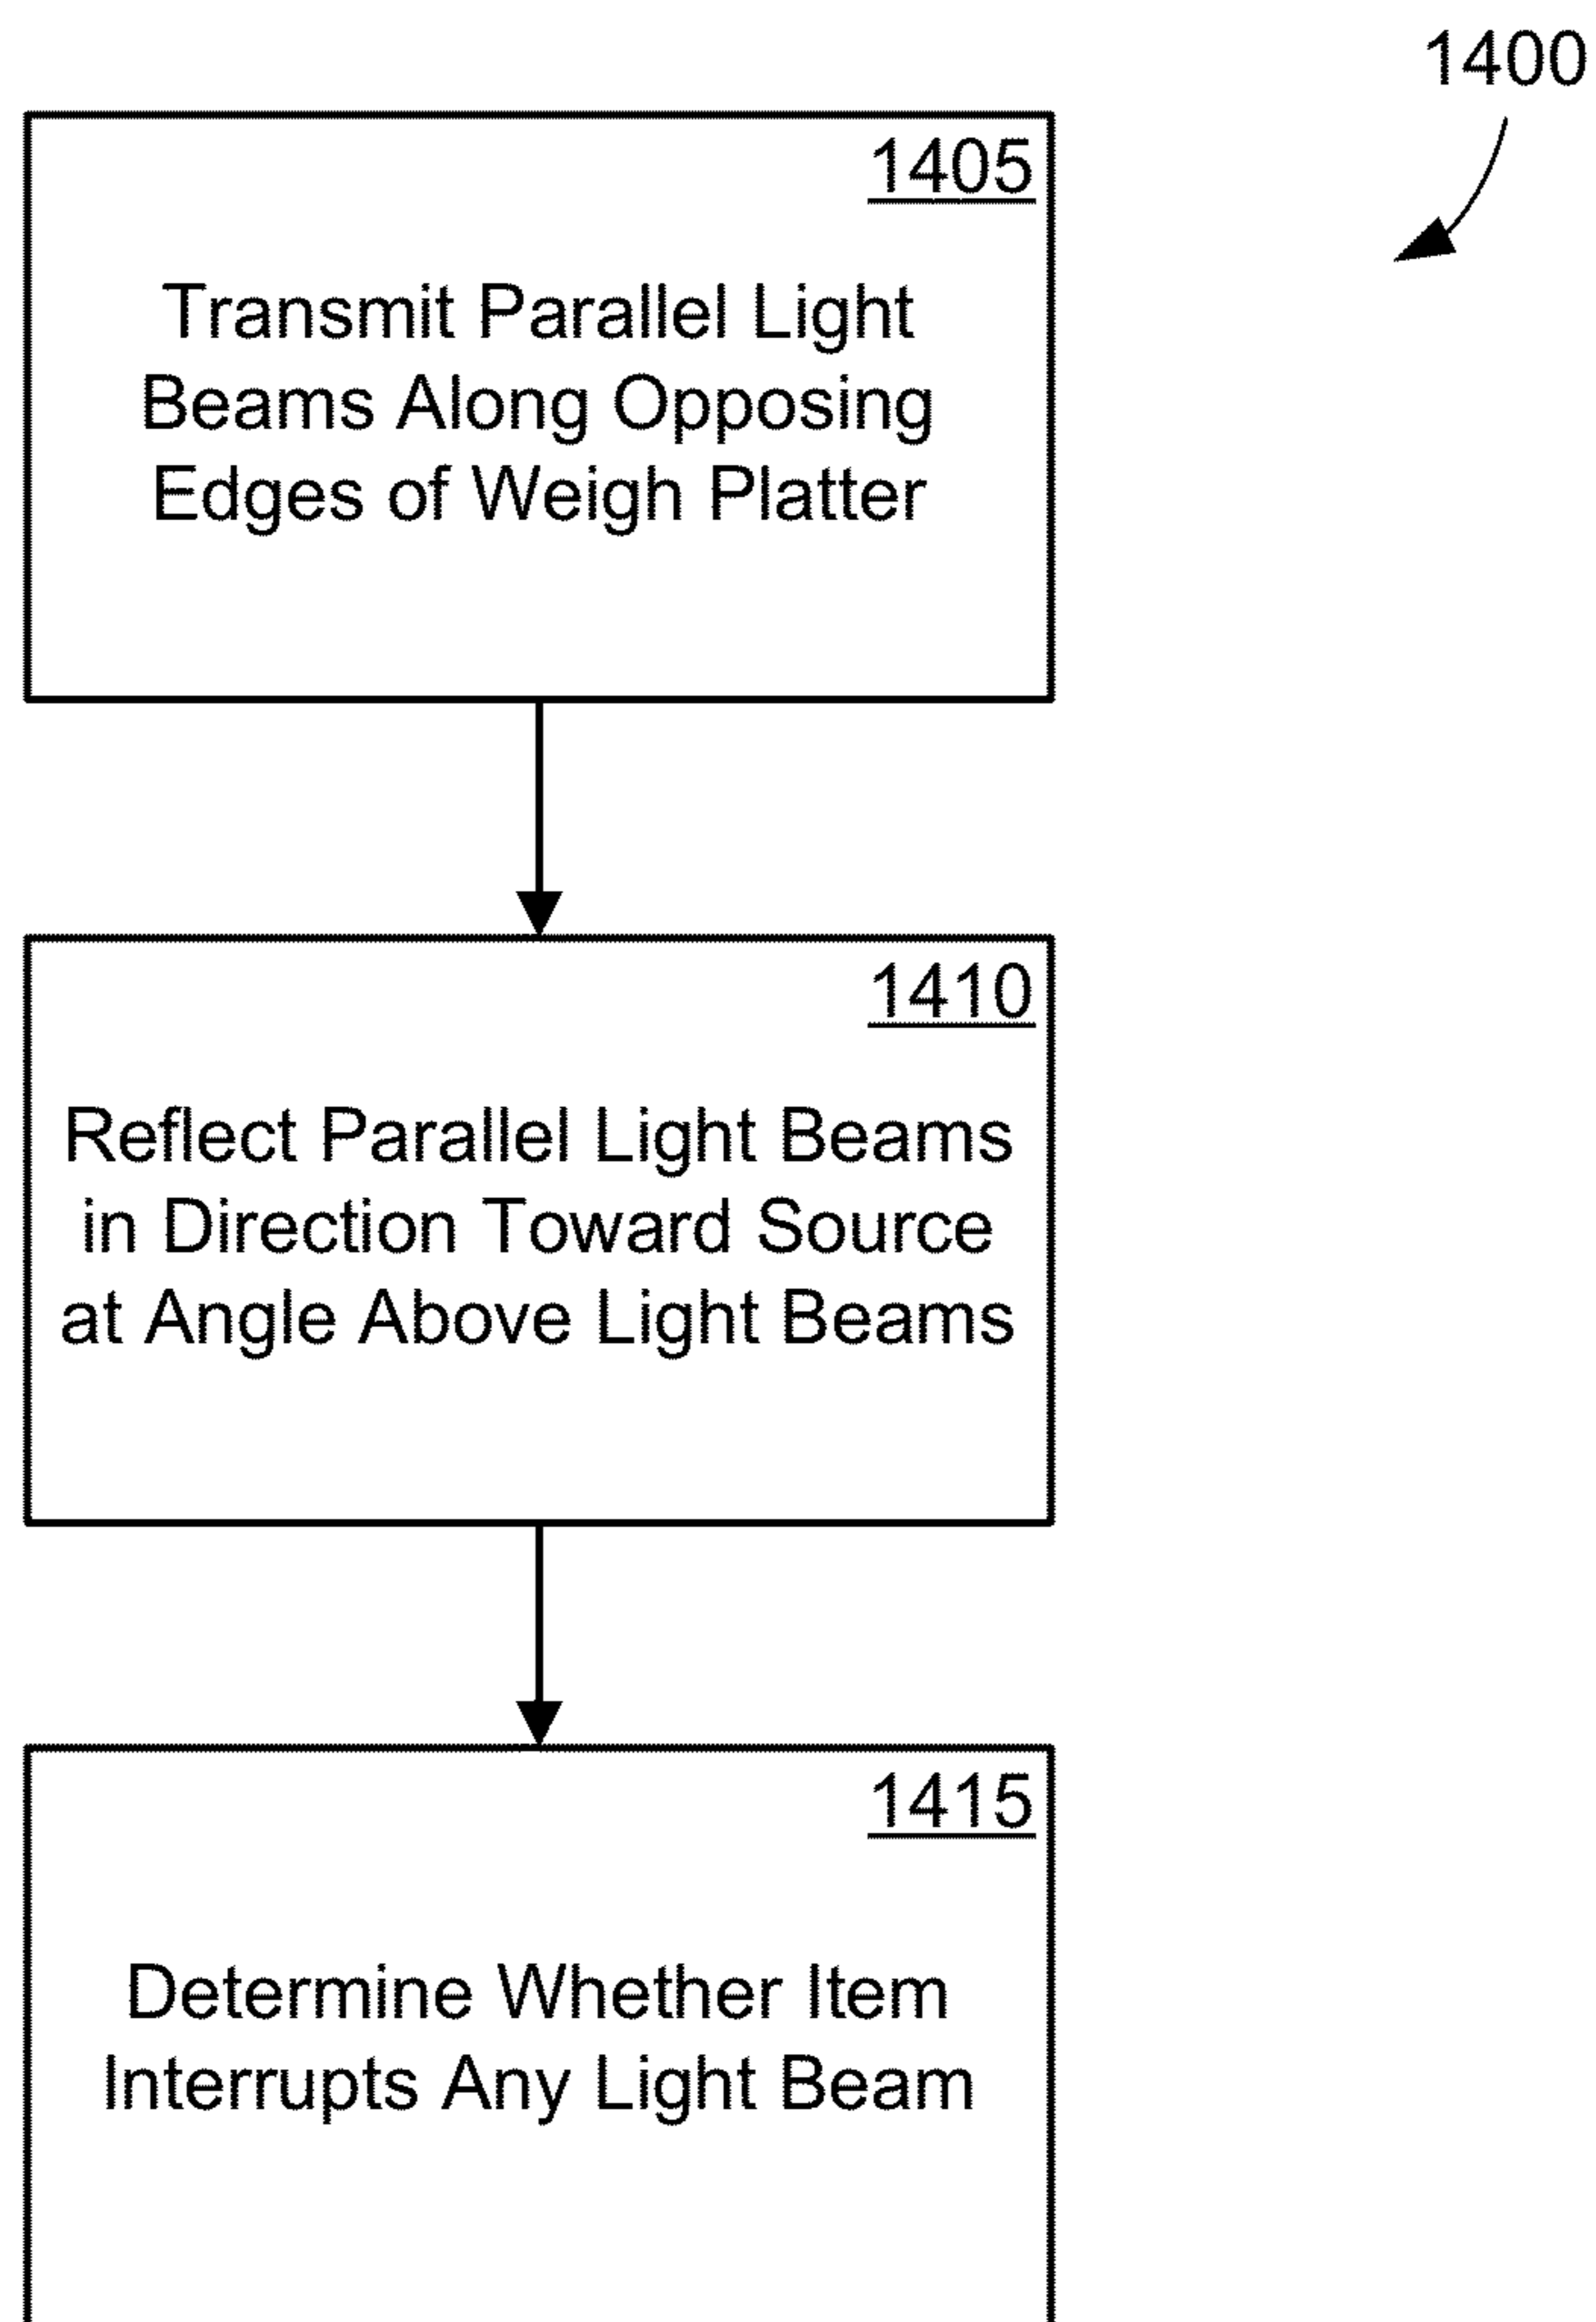 1400
1405
Transmit Parallel Light
Beams Along Opposing
Edges of Weigh Platter
1410
Reflect Parallel Light Beams
in Direction Toward Source
at Angle Above Light Beams
1415
Determine Whether Item
Interrupts Any Light Beam